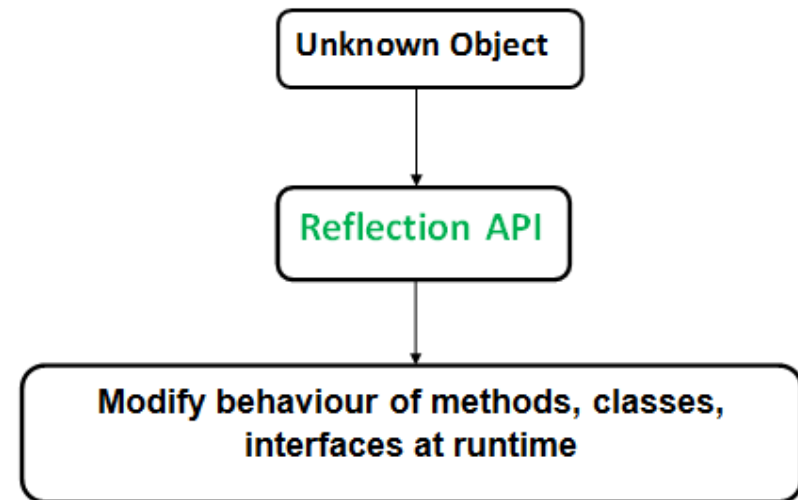 Unknown Object
Reflection API
Modify behaviour of methods, classes,
interfaces at runtime